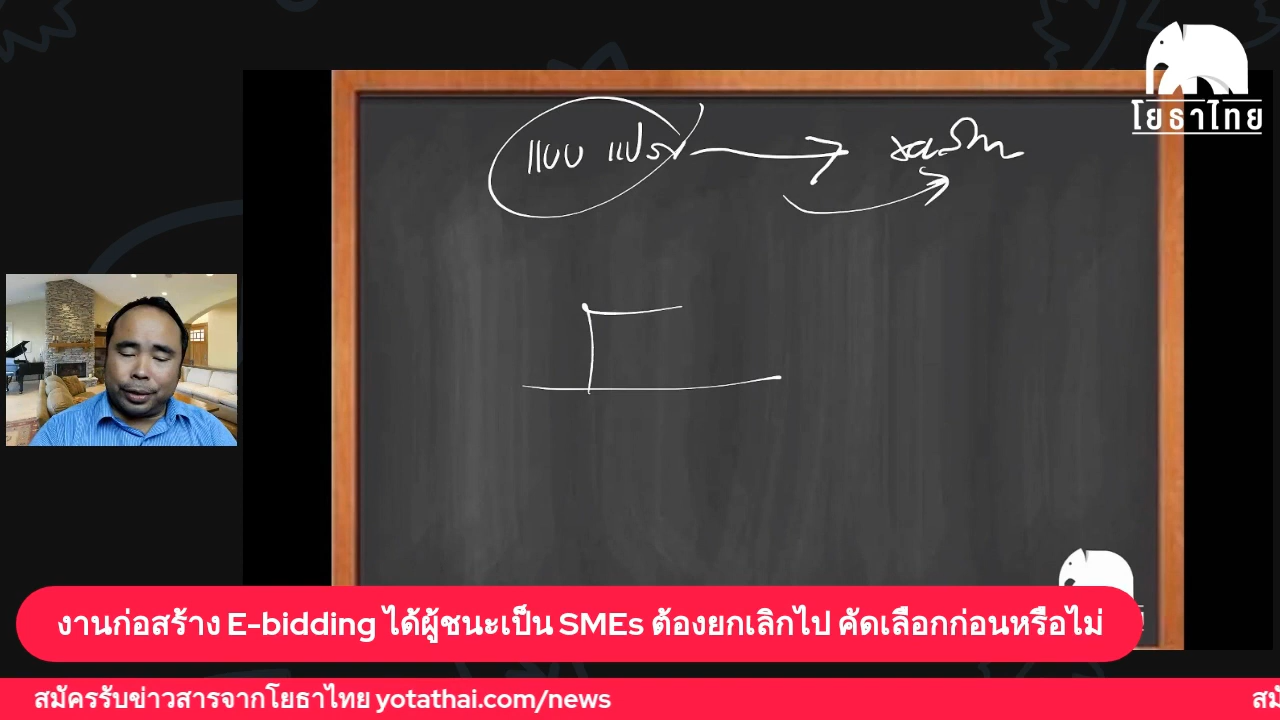 โยธาไทย
แบบ แปร
งานก่อสร้าง E-bidding ได้ผู้ชนะเป็น SMEs ต้องยกเลิกไป คัดเลือกก่อนหรือไม่
สมัครรับข่าวสารจากโยธาไทย yotathai.com/news